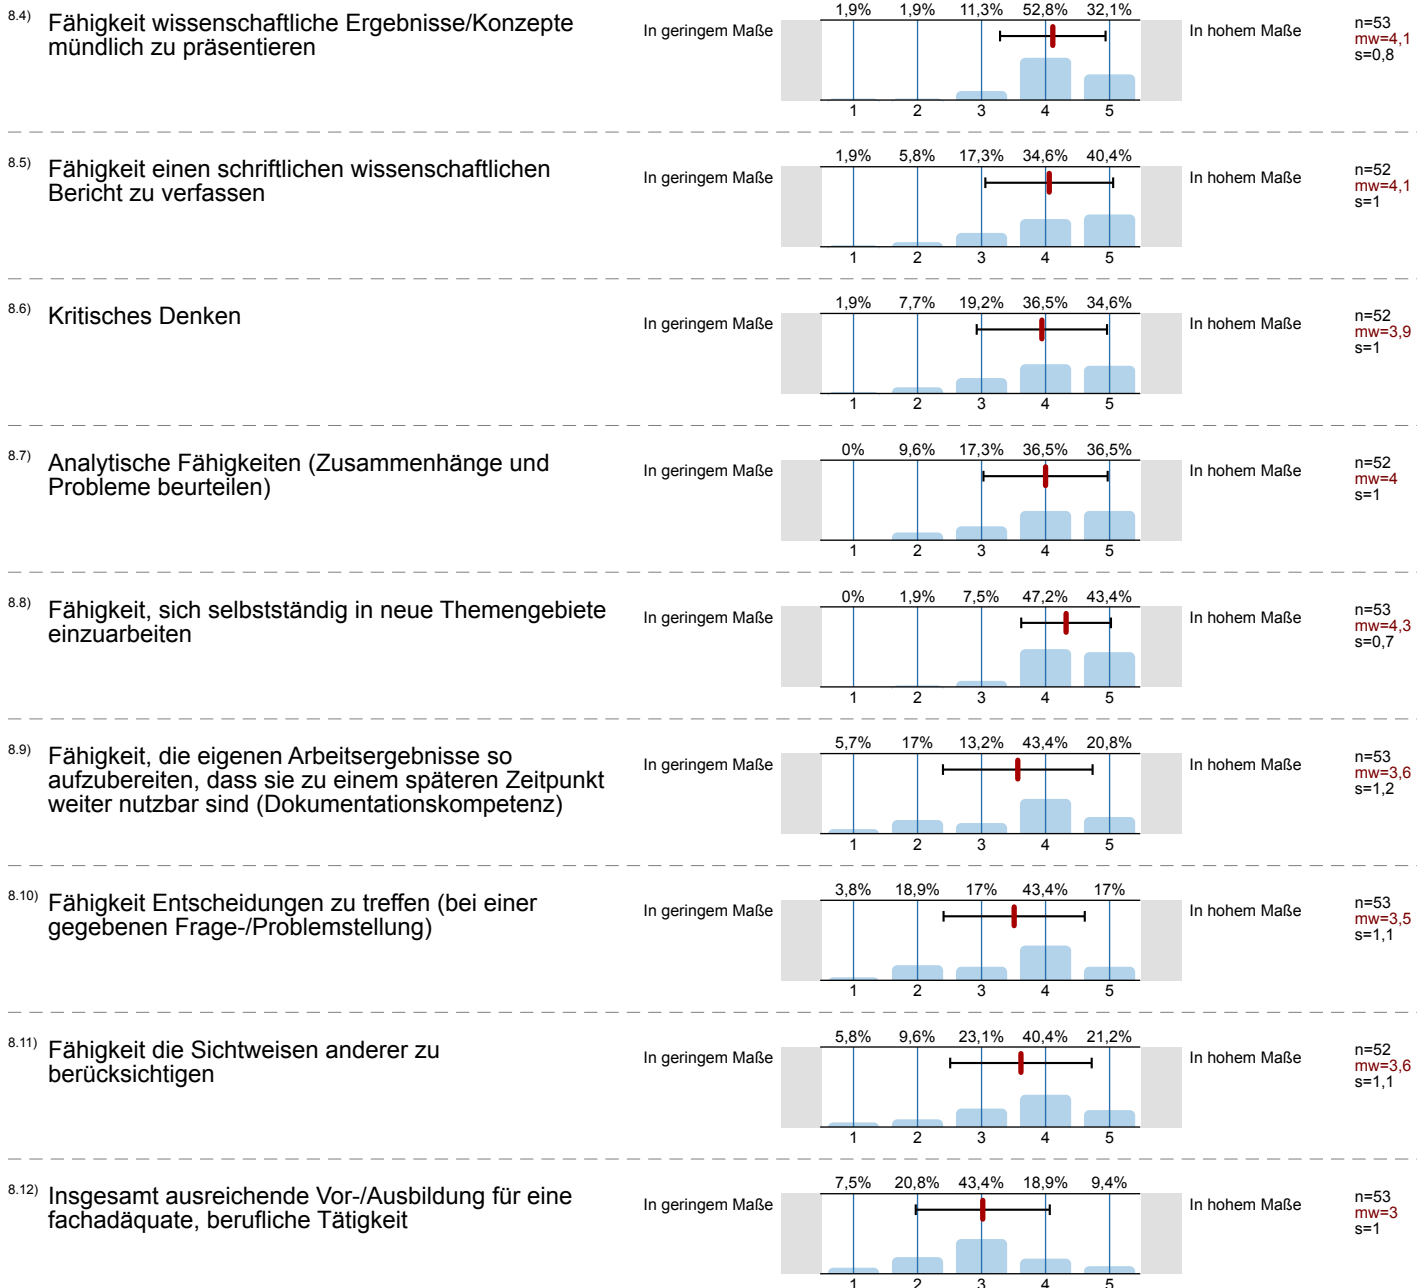 8.4) Fähigkeit wissenschaftliche Ergebnisse/Konzepte
mündlich zu präsentieren
In geringem Maße
1,9% 1,9% 11,3% 52,8% 32,1%
1 2 3 4 5
In hohem Maße
n=53
mw=4,1
s=0,8
8.5) Fähigkeit einen schriftlichen wissenschaftlichen
Bericht zu verfassen
In geringem Maße
1,9% 5,8% 17,3% 34,6% 40,4%
1 2 3 4 5
In hohem Maße
n=52
mw=4,1
s=1
8.6) Kritisches Denken
In geringem Maße
1,9% 7,7% 19,2% 36,5% 34,6%
1 2 3 4 5
In hohem Maße
n=52
mw=3,9
s=1
8.7) Analytische Fähigkeiten (Zusammenhänge und
Probleme beurteilen)
In geringem Maße
0% 9,6% 17,3% 36,5% 36,5%
1 2 3 4 5
In hohem Maße
n=52
mw=4
s=1
8.8) Fähigkeit, sich selbstständig in neue Themengebiete
einzuarbeiten
In geringem Maße
0% 1,9% 7,5% 47,2% 43,4%
1 2 3 4 5
In hohem Maße
n=53
mw=4,3
s=0,7
8.9) Fähigkeit, die eigenen Arbeitsergebnisse so
aufzubereiten, dass sie zu einem späteren Zeitpunkt
weiter nutzbar sind (Dokumentationskompetenz)
In geringem Maße
5,7% 17% 13,2% 43,4% 20,8%
1 2 3 4 5
In hohem Maße
n=53
mw=3,6
s=1,2
8.10) Fähigkeit Entscheidungen zu treffen (bei einer
gegebenen Frage-/Problemstellung)
In geringem Maße
3,8% 18,9% 17% 43,4% 17%
1 2 3 4 5
In hohem Maße
n=53
mw=3,5
s=1,1
8.11) Fähigkeit die Sichtweisen anderer zu
berücksichtigen
In geringem Maße
5,8% 9,6% 23,1% 40,4% 21,2%
1 2 3 4 5
In hohem Maße
n=52
mw=3,6
s=1,1
8.12) Insgesamt ausreichende Vor-/Ausbildung für eine
fachadäquate, berufliche Tätigkeit
In geringem Maße
7,5% 20,8% 43,4% 18,9% 9,4%
1 2 3 4 5
In hohem Maße
n=53
mw=3
s=1